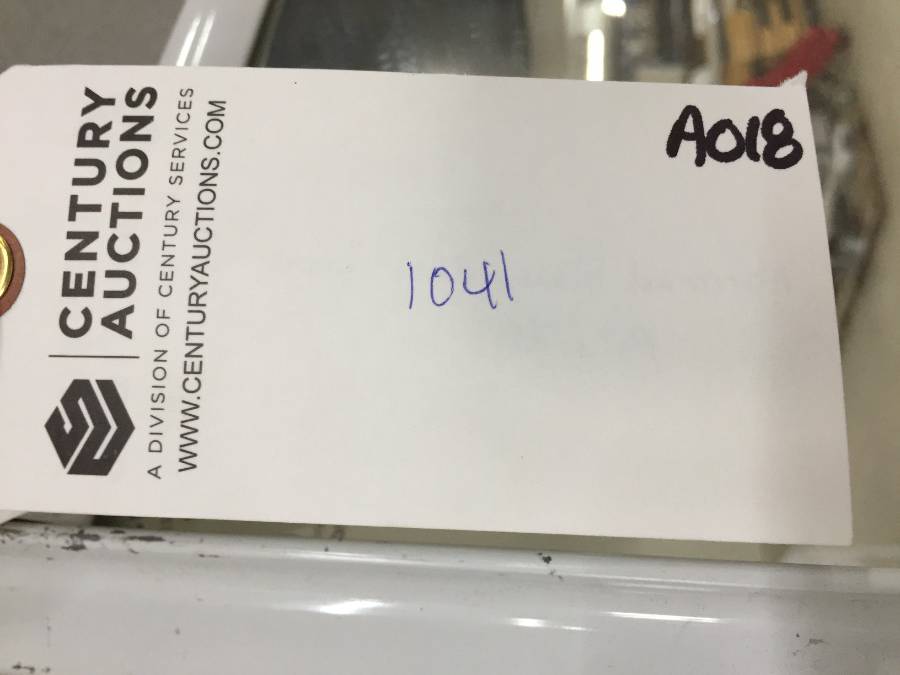 CENTURY
AUCTIONS
A DIVISION OF CENTURY SERVICES
WWW.CENTURYAUCTIONS.COM
A018
1041